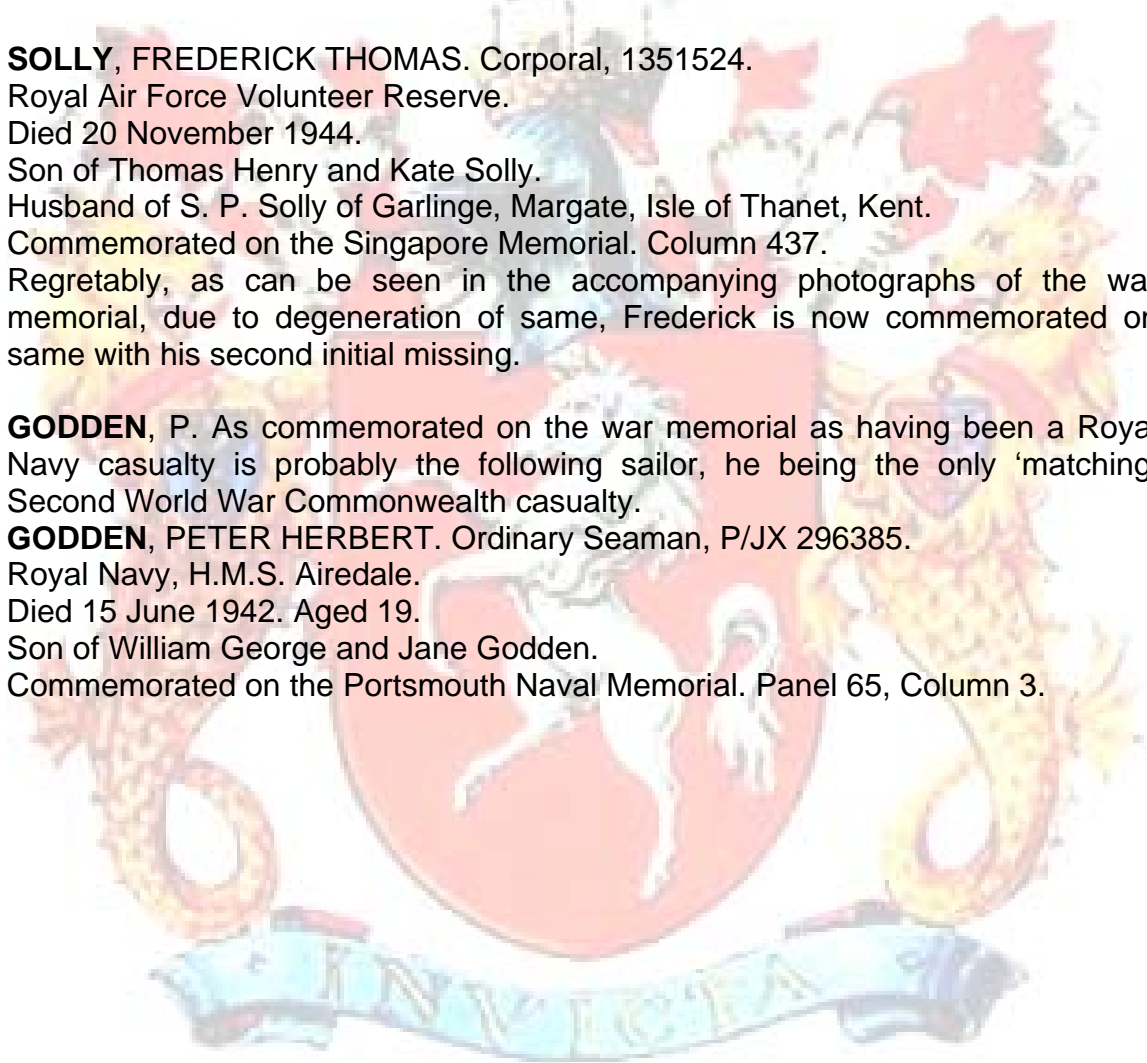 SOLLY, FREDERICK THOMAS. Corporal, 1351524.
Royal Air Force Volunteer Reserve.
Died 20 November 1944.
Son of Thomas Henry and Kate Solly.
Husband of S. P. Solly of Garlinge, Margate, Isle of Thanet, Kent.
Commemorated on the Singapore Memorial. Column 437.
Regretably, as can be seen in the accompanying photographs of the wa
memorial, due to degeneration of same, Frederick is now commemorated or
same with his second initial missing.
GODDEN, P. As commemorated on the war memorial as having been a Roya
Navy casualty is probably the following sailor, he being the only ‘matching
Second World War Commonwealth casualty.
GODDEN, PETER HERBERT. Ordinary Seaman, P/JX 296385.
Royal Navy, H.M.S. Airedale.
Died 15 June 1942. Aged 19.
Son of William George and Jane Godden.
Commemorated on the Portsmouth Naval Memorial. Panel 65, Column 3.
INVICTA